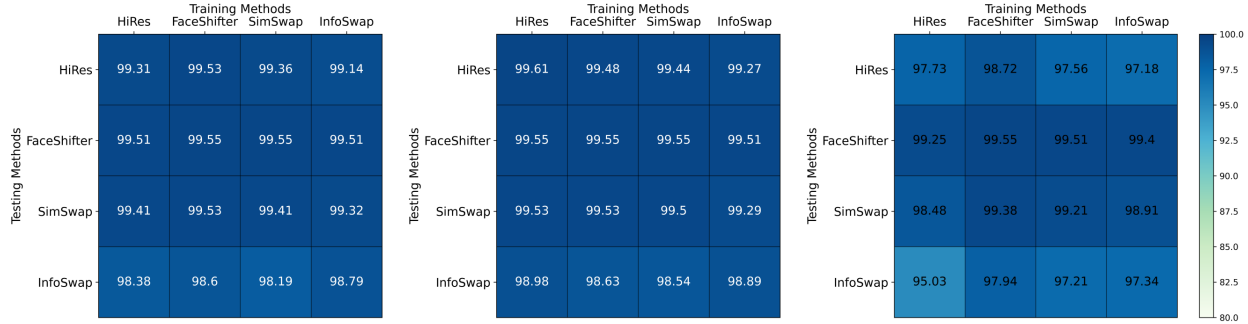 Training Methods
HiRes FaceShifter SimSwap InfoSwap
Testing Methods
HiRes 99.31 99.53 99.36 99.14
FaceShifter 99.51 99.55 99.55 99.51
SimSwap 99.41 99.53 99.41 99.32
InfoSwap 98.38 98.6 98.19 98.79
Training Methods
HiRes FaceShifter SimSwap InfoSwap
Testing Methods
HiRes 99.61 99.48 99.44 99.27
FaceShifter 99.55 99.55 99.55 99.51
SimSwap 99.53 99.53 99.5 99.29
InfoSwap 98.98 98.63 98.54 98.89
Training Methods
HiRes FaceShifter SimSwap InfoSwap
Testing Methods
HiRes 97.73 98.72 97.56 97.18
FaceShifter 99.25 99.55 99.51 99.4
SimSwap 98.48 99.38 99.21 98.91
InfoSwap 95.03 97.94 97.21 97.34
100.0
97.5
95.0
92.5
90.0
87.5
85.0
82.5
80.0